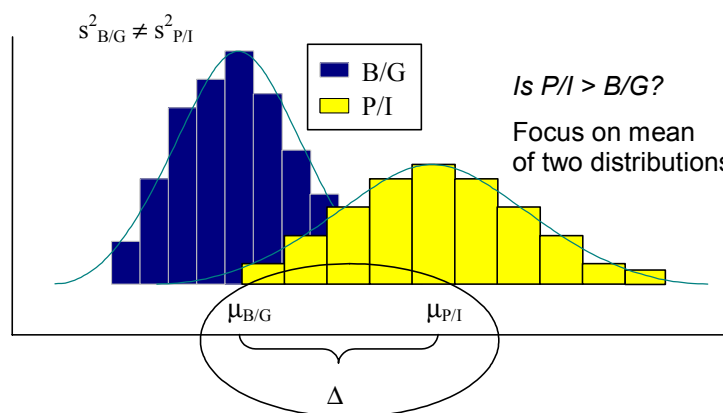 s²B/G ≠ s²P/I
B/G
P/I
Is P/I > B/G?
Focus on mean
of two distributions
μB/G μP/I
Δ